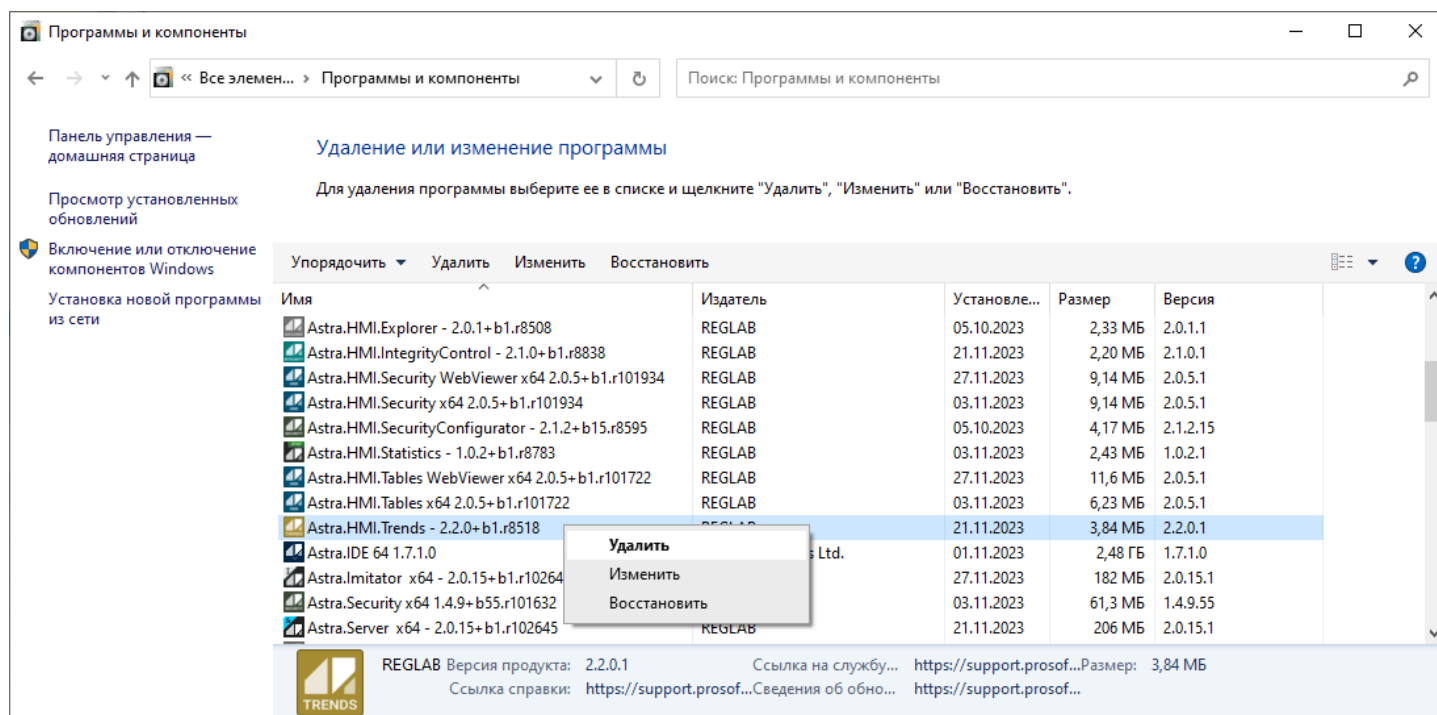 Программы и компоненты
« Все элемен... › Программы и компоненты
Поиск: Программы и компоненты
Панель управления —
домашняя страница
Просмотр установленных
обновлений
Включение или отключение
компонентов Windows
Установка новой программы
из сети
Удаление или изменение программы
Для удаления программы выберите ее в списке и щелкните "Удалить", "Изменить" или "Восстановить".
Упорядочить Удалить Изменить Восстановить ?
Имя Издатель Установле... Размер Версия
Astra.HMI.Explorer - 2.0.1+b1.r8508 REGLAB 05.10.2023 2,33 МБ 2.0.1.1
Astra.HMI.IntegrityControl - 2.1.0+b1.r8838 REGLAB 21.11.2023 2,20 МБ 2.1.0.1
Astra.HMI.Security WebViewer x64 2.0.5+b1.r101934 REGLAB 27.11.2023 9,14 МБ 2.0.5.1
Astra.HMI.Security x64 2.0.5+b1.r101934 REGLAB 03.11.2023 9,14 МБ 2.0.5.1
Astra.HMI.SecurityConfigurator - 2.1.2+b15.r8595 REGLAB 05.10.2023 4,17 МБ 2.1.2.15
Astra.HMI.Statistics - 1.0.2+b1.r8783 REGLAB 03.11.2023 2,43 МБ 1.0.2.1
Astra.HMI.Tables WebViewer x64 2.0.5+b1.r101722 REGLAB 27.11.2023 11,6 МБ 2.0.5.1
Astra.HMI.Tables x64 2.0.5+b1.r101722 REGLAB 03.11.2023 6,23 МБ 2.0.5.1
Astra.HMI.Trends - 2.2.0+b1.r8518 21.11.2023 3,84 МБ 2.2.0.1
Astra.IDE 64 1.7.1.0 Ltd. 01.11.2023 2,48 ГБ 1.7.1.0
Astra.Imitator x64 - 2.0.15+b1.r10264 27.11.2023 182 МБ 2.0.15.1
Astra.Security x64 1.4.9+b55.r101632 03.11.2023 61,3 МБ 1.4.9.55
Astra.Server x64 - 2.0.15+b1.r102645 REGLAB 21.11.2023 206 МБ 2.0.15.1
Удалить
Изменить
Восстановить
REGLAB Версия продукта: 2.2.0.1 Ссылка на службу... https://support.prosof... Размер: 3,84 МБ
Ссылка справки: https://support.prosof... Сведения об обно... https://support.prosof...
TRENDS